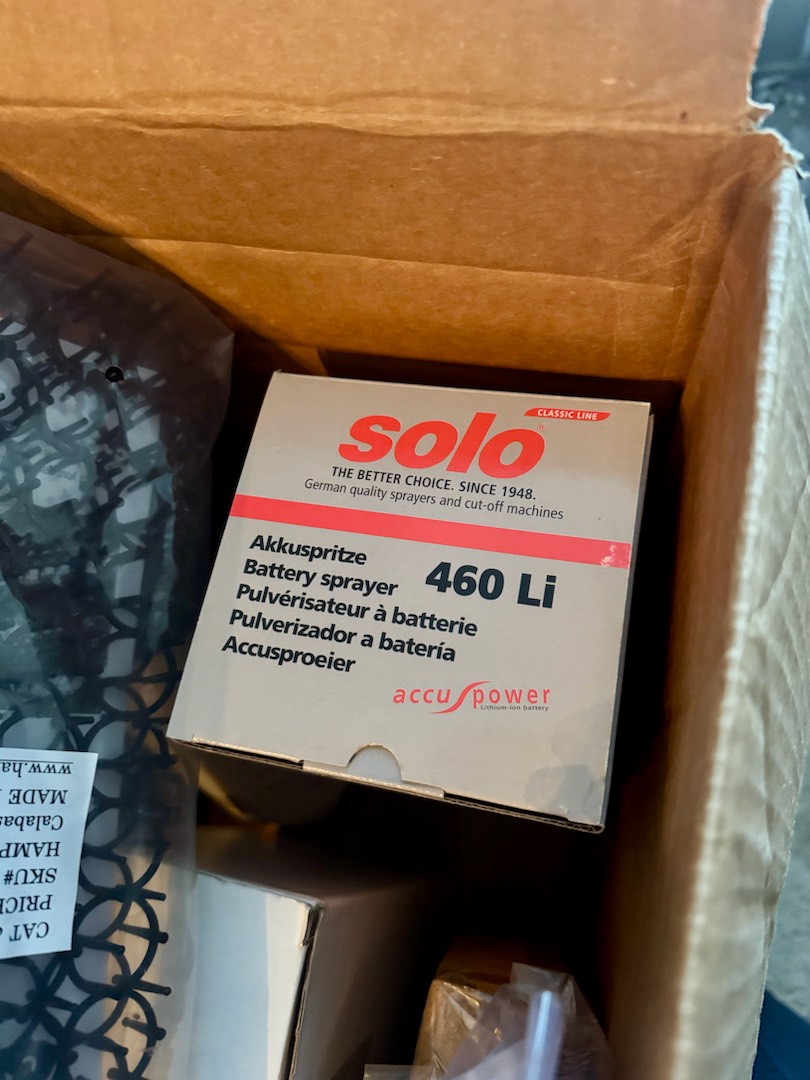 CLASSIC LINE
solo
THE BETTER CHOICE. SINCE 1948.
German quality sprayers and cut-off machines
Akkuspritze
Battery sprayer
460 Li
Pulvérisateur à batterie
Pulverizador a batería
Accusproeier
accu power
Lithium-Ion battery
CAT
PRIC
SKU#
HAMP
Calabas
MADE
www.ha